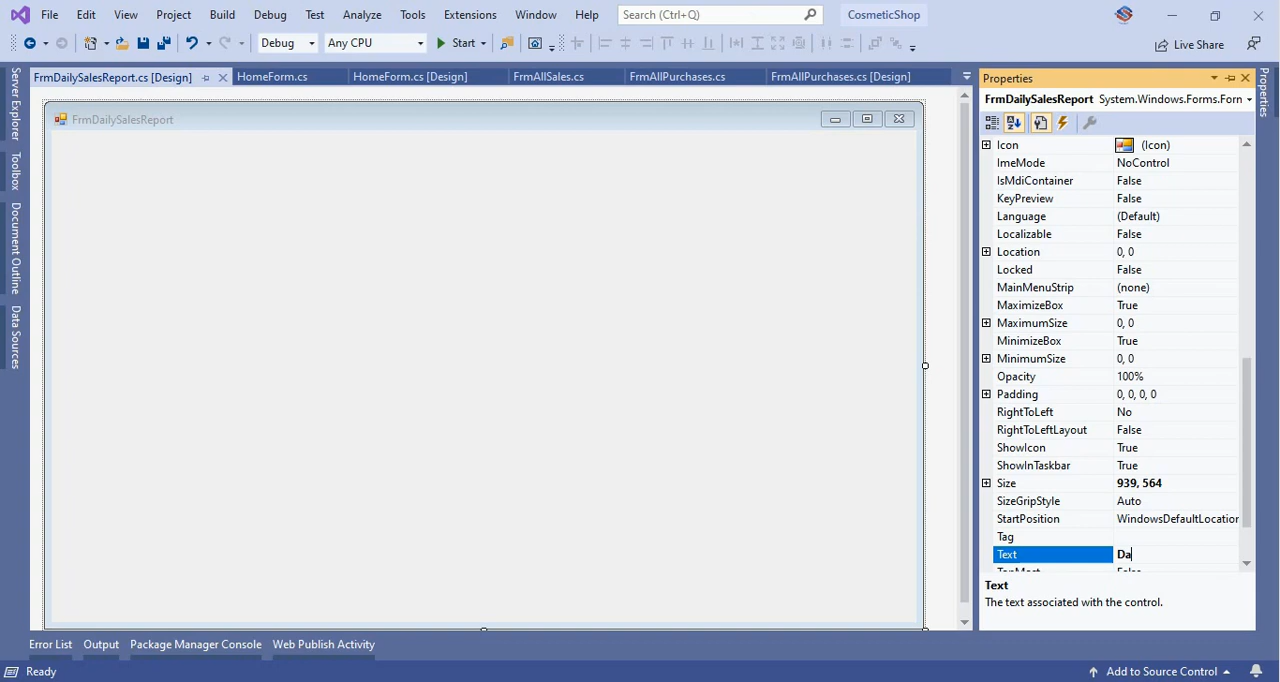 File Edit View Project Build Debug Test Analyze Tools Extensions Window Help Search (Ctrl+Q) CosmeticShop
Debug Any CPU Start Live Share
FrmDailySalesReport.cs [Design] HomeForm.cs HomeForm.cs [Design] FrmAllSales.cs FrmAllPurchases.cs FrmAllPurchases.cs [Design]
Server Explorer
Toolbox
Document Outline
Data Sources
FrmDailySalesReport
Properties
FrmDailySalesReport System.Windows.Forms.Forn
Icon (Icon)
ImeMode NoControl
IsMdiContainer False
KeyPreview False
Language (Default)
Localizable False
Location 0, 0
Locked False
MainMenuStrip (none)
MaximizeBox True
MaximumSize 0, 0
MinimizeBox True
MinimumSize 0, 0
Opacity 100%
Padding 0, 0, 0, 0
RightToLeft No
RightToLeftLayout False
ShowIcon True
ShowInTaskbar True
Size 939, 564
SizeGripStyle Auto
StartPosition WindowsDefaultLocation
Tag
Text Da
TopMost False
Text
The text associated with the control.
Properties
Error List Output Package Manager Console Web Publish Activity
Ready Add to Source Control